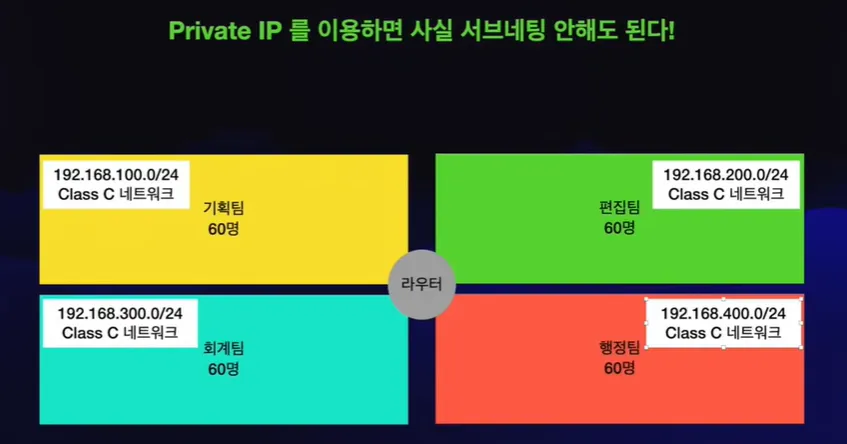 Private IP 를 이용하면 사실 서브네팅 안해도 된다!
192.168.100.0/24
Class C 네트워크
기획팀
60명
192.168.200.0/24
Class C 네트워크
편집팀
60명
라우터
192.168.300.0/24
Class C 네트워크
회계팀
60명
192.168.400.0/24
Class C 네트워크
행정팀
60명